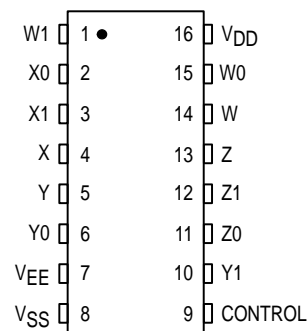 W1 1 16 VDD
X0 2 15 W0
X1 3 14 W
X 4 13 Z
Y 5 12 Z1
Y0 6 11 Z0
VEE 7 10 Y1
VSS 8 9 CONTROL